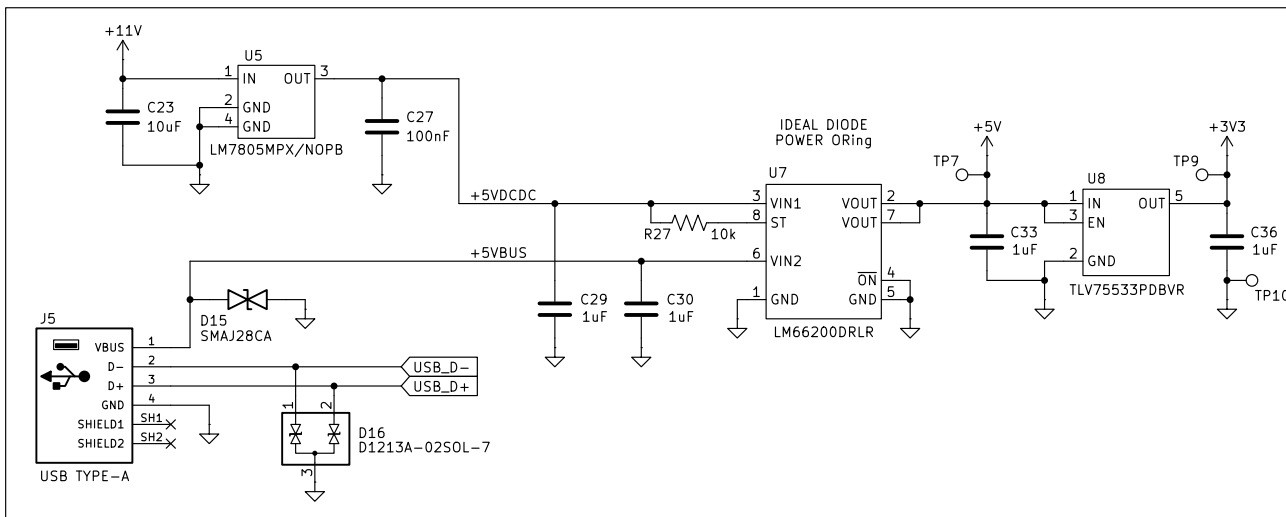 +11V
U5
1 IN OUT 3
C23
10uF
2 GND
4 GND
LM7805MPX/NOPB
C27
100nF
IDEAL DIODE
POWER ORing
U7
+5VDCDC
3 VIN1 VOUT 2
8 ST VOUT 7
R27 10k
+5VBUS
6 VIN2
ON 4
1 GND GND 5
LM66200DRLR
C29
1uF
C30
1uF
+5V
TP7
C33
1uF
U8
1 IN OUT 5
3 EN
2 GND
TLV75533PDBVR
+3V3
TP9
C36
1uF
TP10
D15
SMAJ28CA
J5
VBUS 1
D- 2
D+ 3
GND 4
SHIELD1 SH1
SHIELD2 SH2
USB TYPE-A
USB_D-
USB_D+
1 2
D16
D1213A-02SOL-7
3